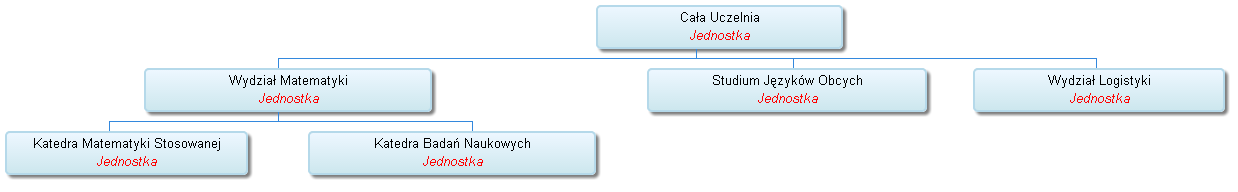 Cała Uczelnia
Jednostka
Wydział Matematyki
Jednostka
Studium Języków Obcych
Jednostka
Wydział Logistyki
Jednostka
Katedra Matematyki Stosowanej
Jednostka
Katedra Badań Naukowych
Jednostka